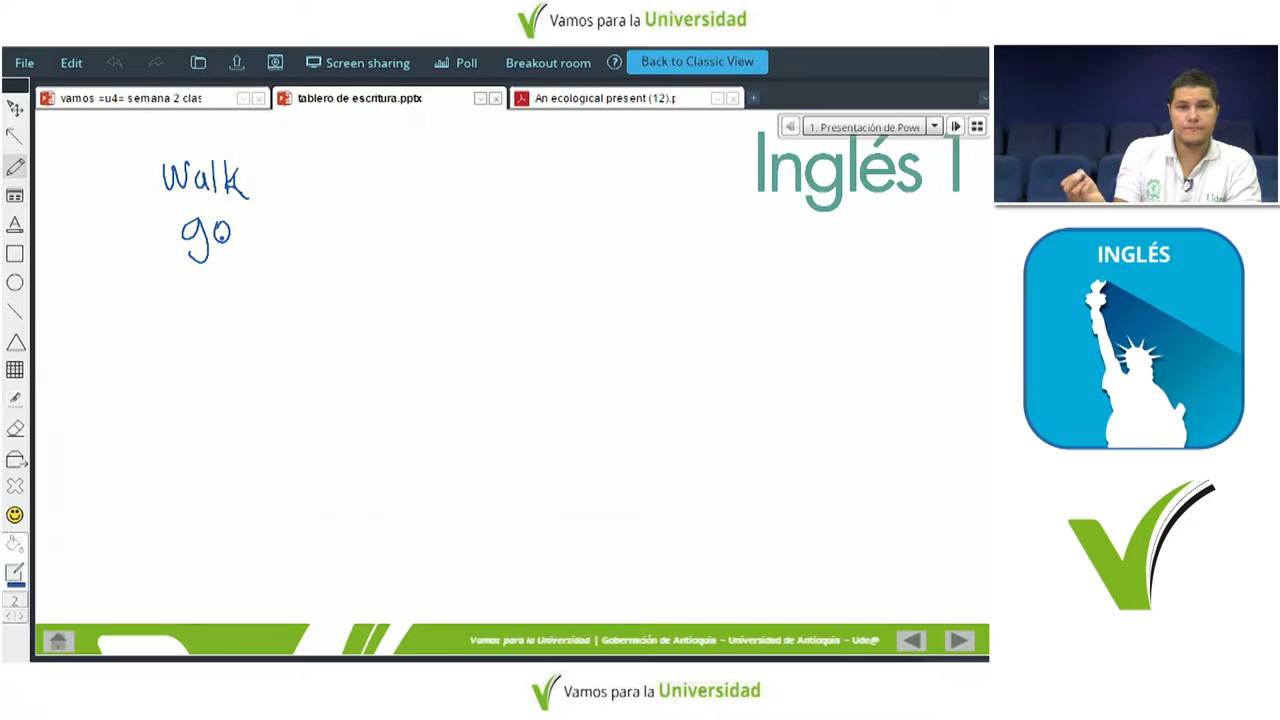 Vamos para la Universidad
File Edit Screen sharing Poll Breakout room ? Back to Classic View
vamos =u4= semana 2 clas tablero de escritura.pptx An ecological present (12).p
1. Presentación de Powe
Inglés 1
Walk
go
INGLÉS
2
Vamos para la Universidad | Gobernación de Antioquia – Universidad de Antioquia – Ude@
Vamos para la Universidad